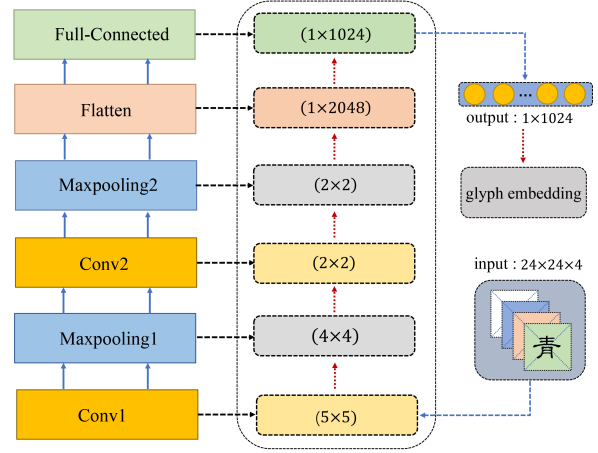 Full-Connected
(1×1024)
Flatten
(1×2048)
...
output : 1×1024
Maxpooling2
(2×2)
glyph embedding
Conv2
(2×2)
input : 24×24×4
Maxpooling1
(4×4)
青
Conv1
(5×5)